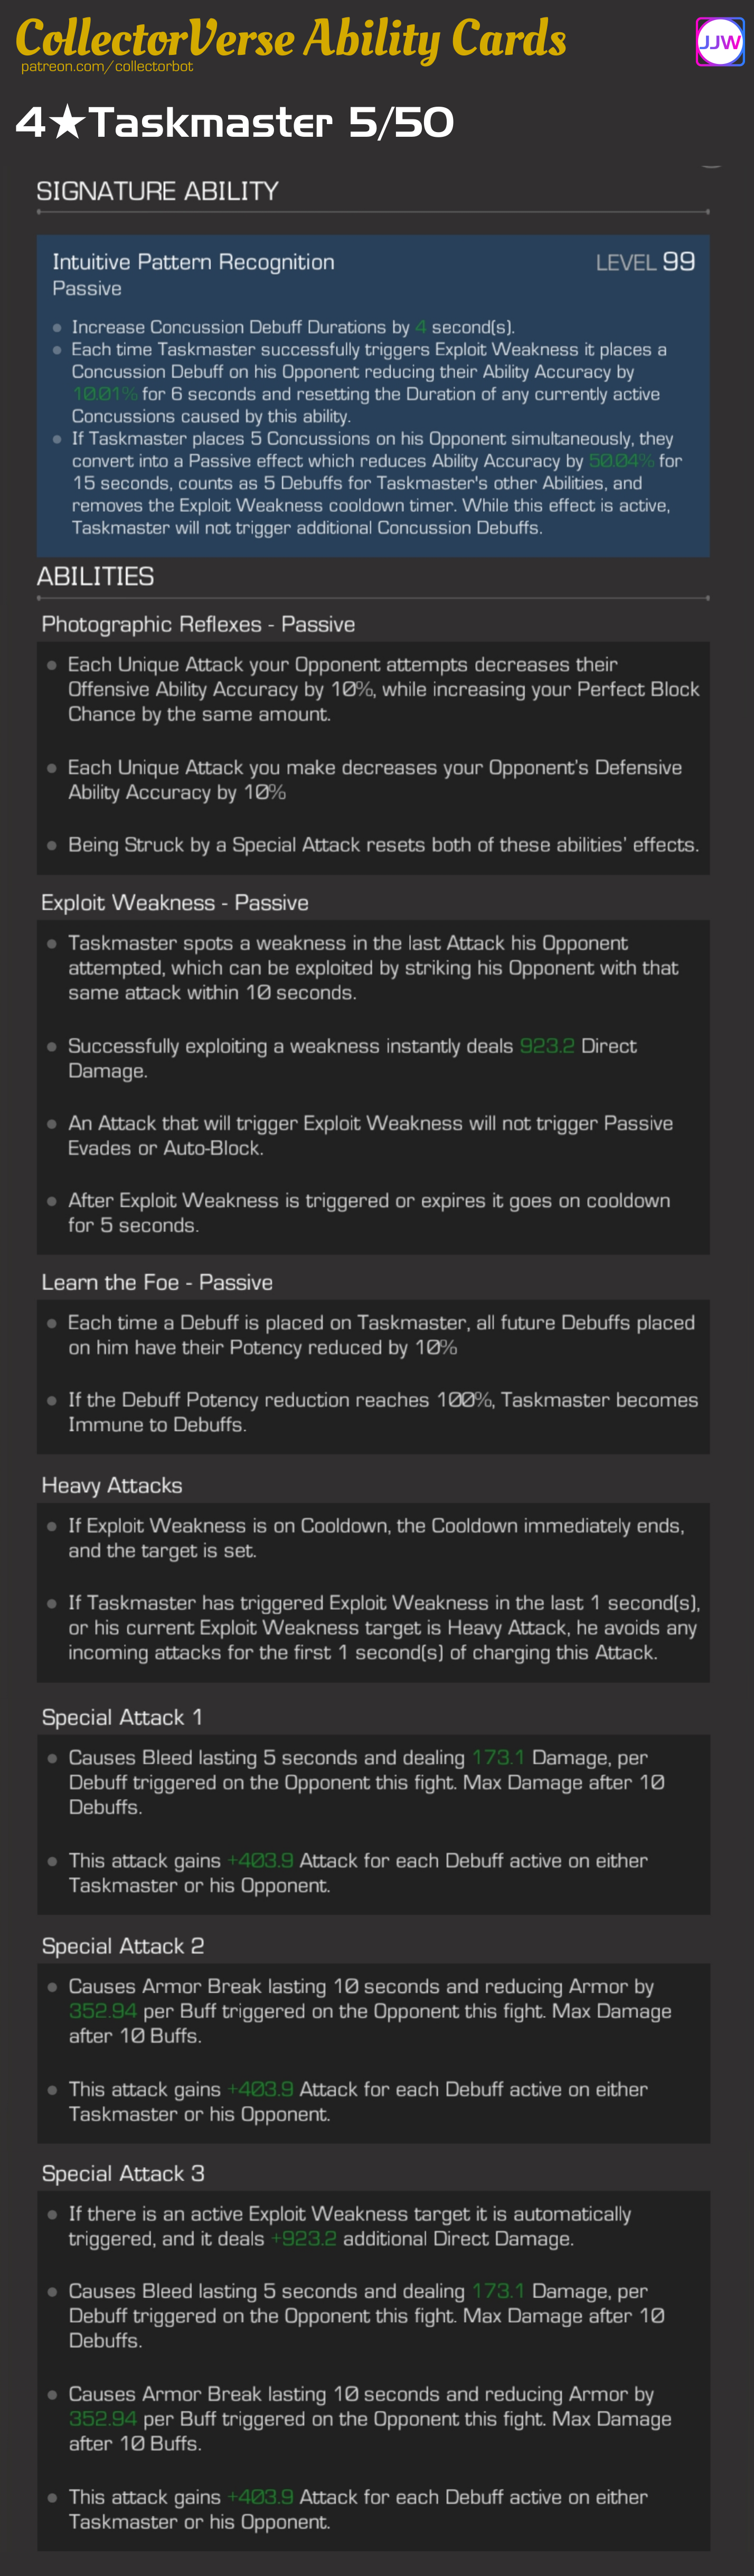 CollectorVerse Ability Cards
JJW
patreon.com/collectorbot
4★Taskmaster 5/50
SIGNATURE ABILITY
Intuitive Pattern Recognition LEVEL 99
Passive
Increase Concussion Debuff Durations by 4 second(s).
Each time Taskmaster successfully triggers Exploit Weakness it places a
Concussion Debuff on his Opponent reducing their Ability Accuracy by
10.01% for 6 seconds and resetting the Duration of any currently active
Concussions caused by this ability.
If Taskmaster places 5 Concussions on his Opponent simultaneously, they
convert into a Passive effect which reduces Ability Accuracy by 50.04% for
15 seconds, counts as 5 Debuffs for Taskmaster's other Abilities, and
removes the Exploit Weakness cooldown timer. While this effect is active,
Taskmaster will not trigger additional Concussion Debuffs.
ABILITIES
Photographic Reflexes - Passive
Each Unique Attack your Opponent attempts decreases their
Offensive Ability Accuracy by 10%, while increasing your Perfect Block
Chance by the same amount.
Each Unique Attack you make decreases your Opponent's Defensive
Ability Accuracy by 10%
Being Struck by a Special Attack resets both of these abilities' effects.
Exploit Weakness - Passive
Taskmaster spots a weakness in the last Attack his Opponent
attempted, which can be exploited by striking his Opponent with that
same attack within 10 seconds.
Successfully exploiting a weakness instantly deals 923.2 Direct
Damage.
An Attack that will trigger Exploit Weakness will not trigger Passive
Evades or Auto-Block.
After Exploit Weakness is triggered or expires it goes on cooldown
for 5 seconds.
Learn the Foe - Passive
Each time a Debuff is placed on Taskmaster, all future Debuffs placed
on him have their Potency reduced by 10%
If the Debuff Potency reduction reaches 100%, Taskmaster becomes
Immune to Debuffs.
Heavy Attacks
If Exploit Weakness is on Cooldown, the Cooldown immediately ends,
and the target is set.
If Taskmaster has triggered Exploit Weakness in the last 1 second(s),
or his current Exploit Weakness target is Heavy Attack, he avoids any
incoming attacks for the first 1 second(s) of charging this Attack.
Special Attack 1
Causes Bleed lasting 5 seconds and dealing 173.1 Damage, per
Debuff triggered on the Opponent this fight. Max Damage after 10
Debuffs.
This attack gains +403.9 Attack for each Debuff active on either
Taskmaster or his Opponent.
Special Attack 2
Causes Armor Break lasting 10 seconds and reducing Armor by
352.94 per Buff triggered on the Opponent this fight. Max Damage
after 10 Buffs.
This attack gains +403.9 Attack for each Debuff active on either
Taskmaster or his Opponent.
Special Attack 3
If there is an active Exploit Weakness target it is automatically
triggered, and it deals +923.2 additional Direct Damage.
Causes Bleed lasting 5 seconds and dealing 173.1 Damage, per
Debuff triggered on the Opponent this fight. Max Damage after 10
Debuffs.
Causes Armor Break lasting 10 seconds and reducing Armor by
352.94 per Buff triggered on the Opponent this fight. Max Damage
after 10 Buffs.
This attack gains +403.9 Attack for each Debuff active on either
Taskmaster or his Opponent.